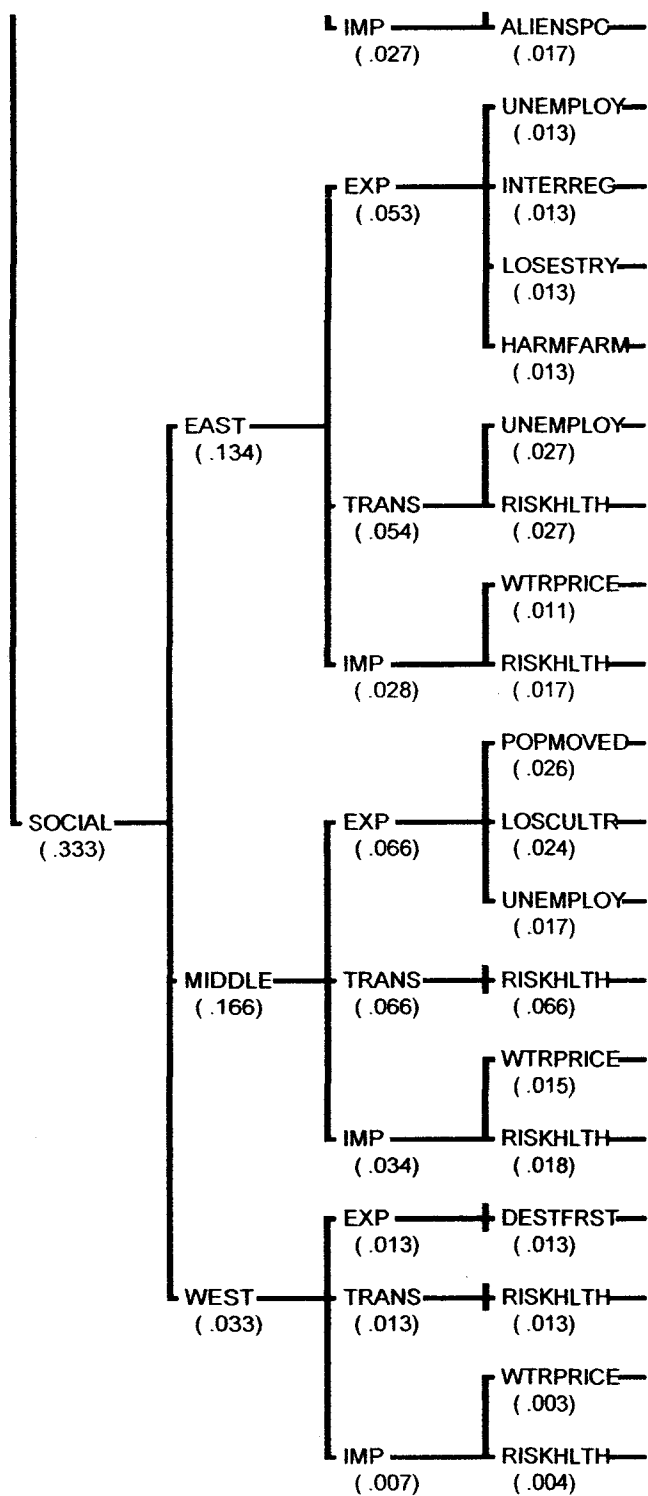 IMP ALIENSPC
( .027) ( .017)
UNEMPLOY
( .013)
EXP INTERREG
( .053) ( .013)
LOSESTRY
( .013)
HARMFARM
( .013)
EAST UNEMPLOY
( .134) ( .027)
TRANS RISKHLTH
( .054) ( .027)
WTRPRICE
( .011)
IMP RISKHLTH
( .028) ( .017)
POPMOVED
( .026)
SOCIAL EXP LOSCULTR
( .333) ( .066) ( .024)
UNEMPLOY
( .017)
MIDDLE TRANS RISKHLTH
( .166) ( .066) ( .066)
WTRPRICE
( .015)
IMP RISKHLTH
( .034) ( .018)
EXP DESTFRST
( .013) ( .013)
WEST TRANS RISKHLTH
( .033) ( .013) ( .013)
WTRPRICE
( .003)
IMP RISKHLTH
( .007) ( .004)